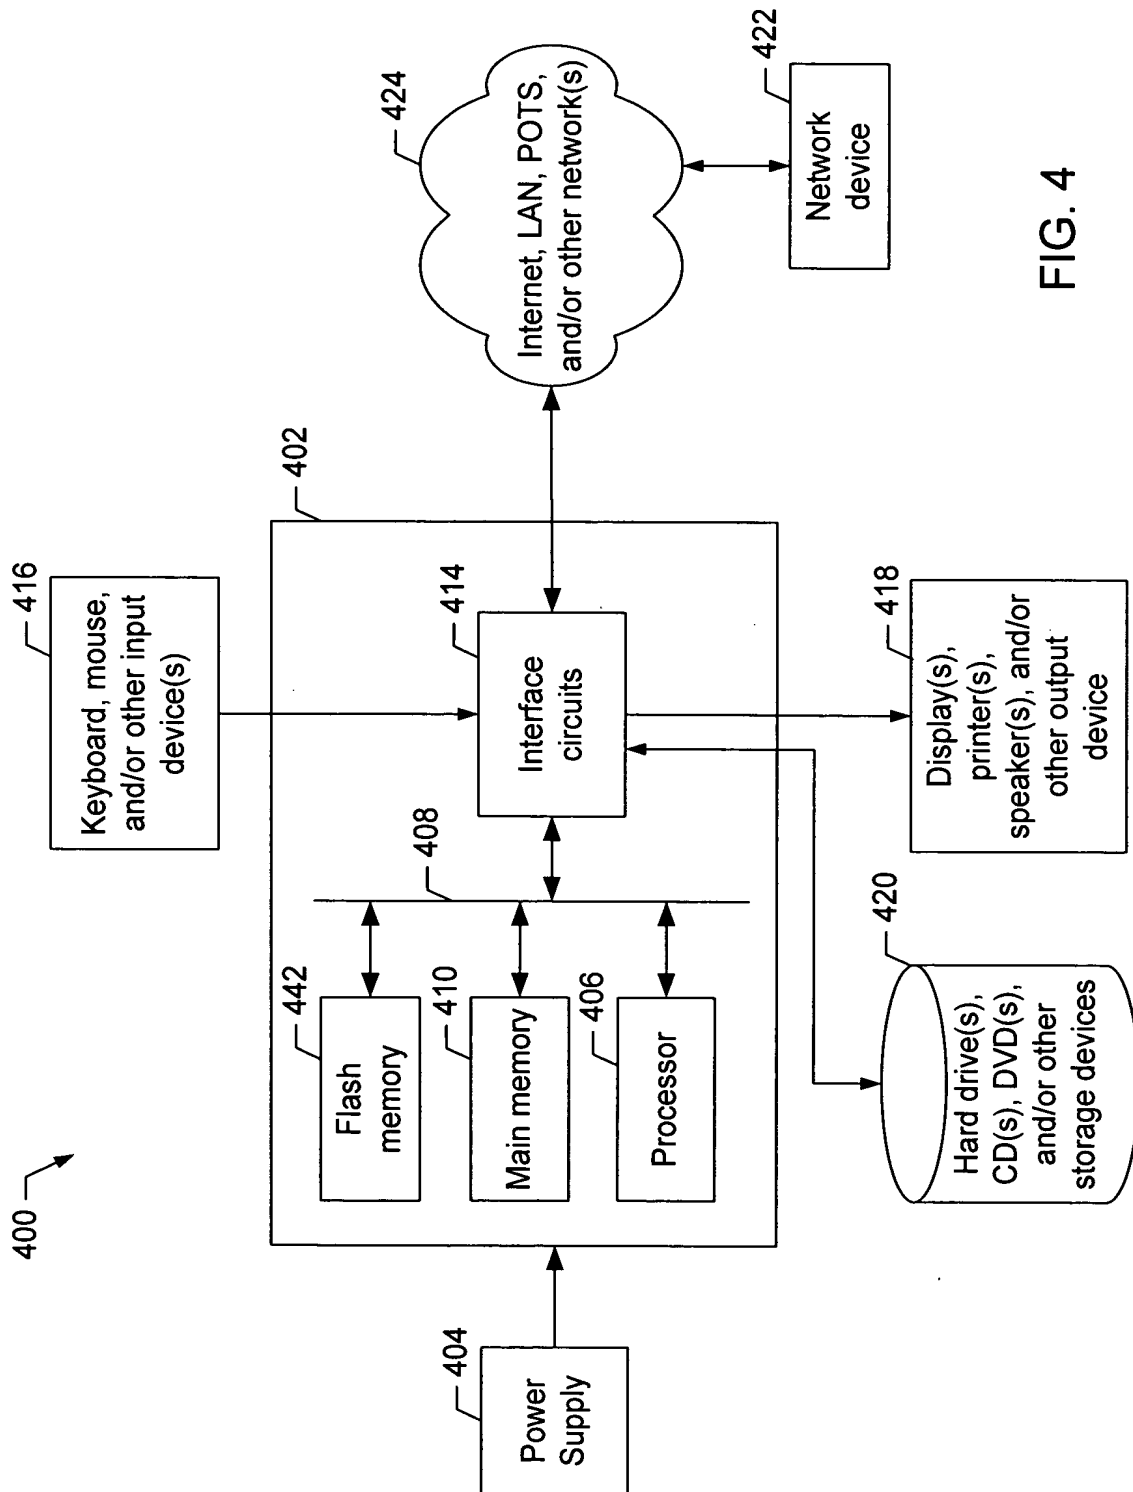 400
416
Keyboard, mouse,
and/or other input
device(s)
402
424
Internet, LAN, POTS,
and/or other network(s)
404
Power
Supply
442
Flash
memory
410
Main memory
406
Processor
408
414
Interface
circuits
422
Network
device
420
Hard drive(s),
CD(s), DVD(s),
and/or other
storage devices
418
Display(s),
printer(s),
speaker(s), and/or
other output
device
FIG. 4